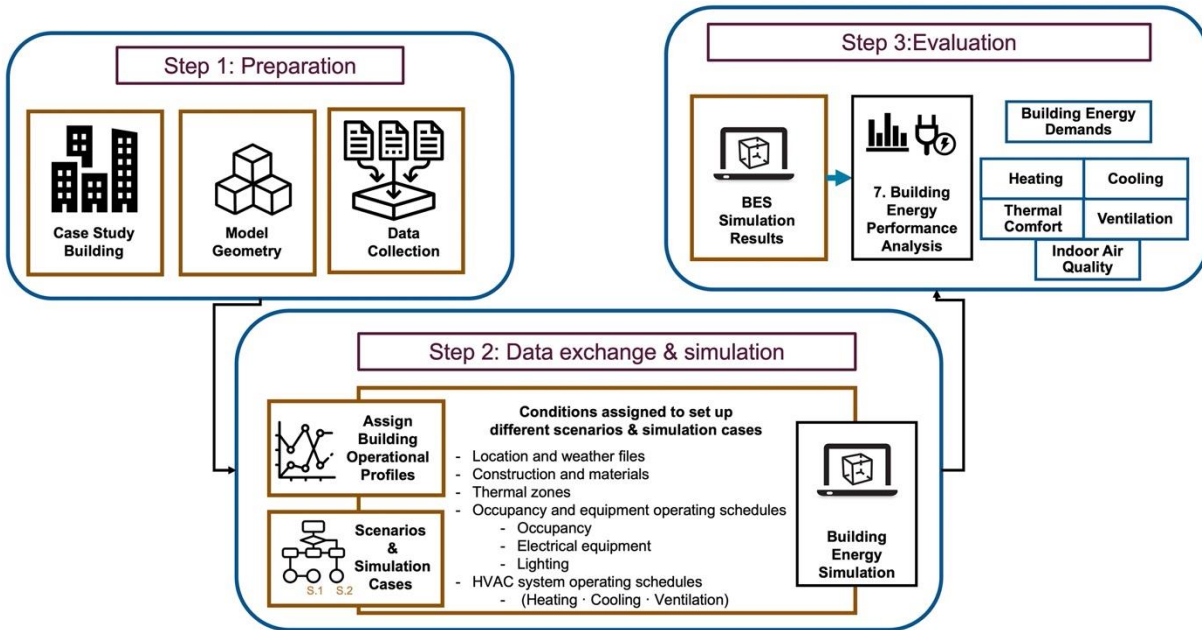 Step 1: Preparation
Case Study
Building
Model
Geometry
Data
Collection
Step 2: Data exchange & simulation
Assign
Building
Operational
Profiles
Scenarios
&
Simulation
Cases
S.1 S.2
Conditions assigned to set up
different scenarios & simulation cases
- Location and weather files
- Construction and materials
- Thermal zones
- Occupancy and equipment operating schedules
- Occupancy
- Electrical equipment
- Lighting
- HVAC system operating schedules
- (Heating · Cooling · Ventilation)
Building
Energy
Simulation
Step 3:Evaluation
BES
Simulation
Results
7. Building
Energy
Performance
Analysis
Building Energy
Demands
Heating
Cooling
Thermal
Comfort
Ventilation
Indoor Air
Quality